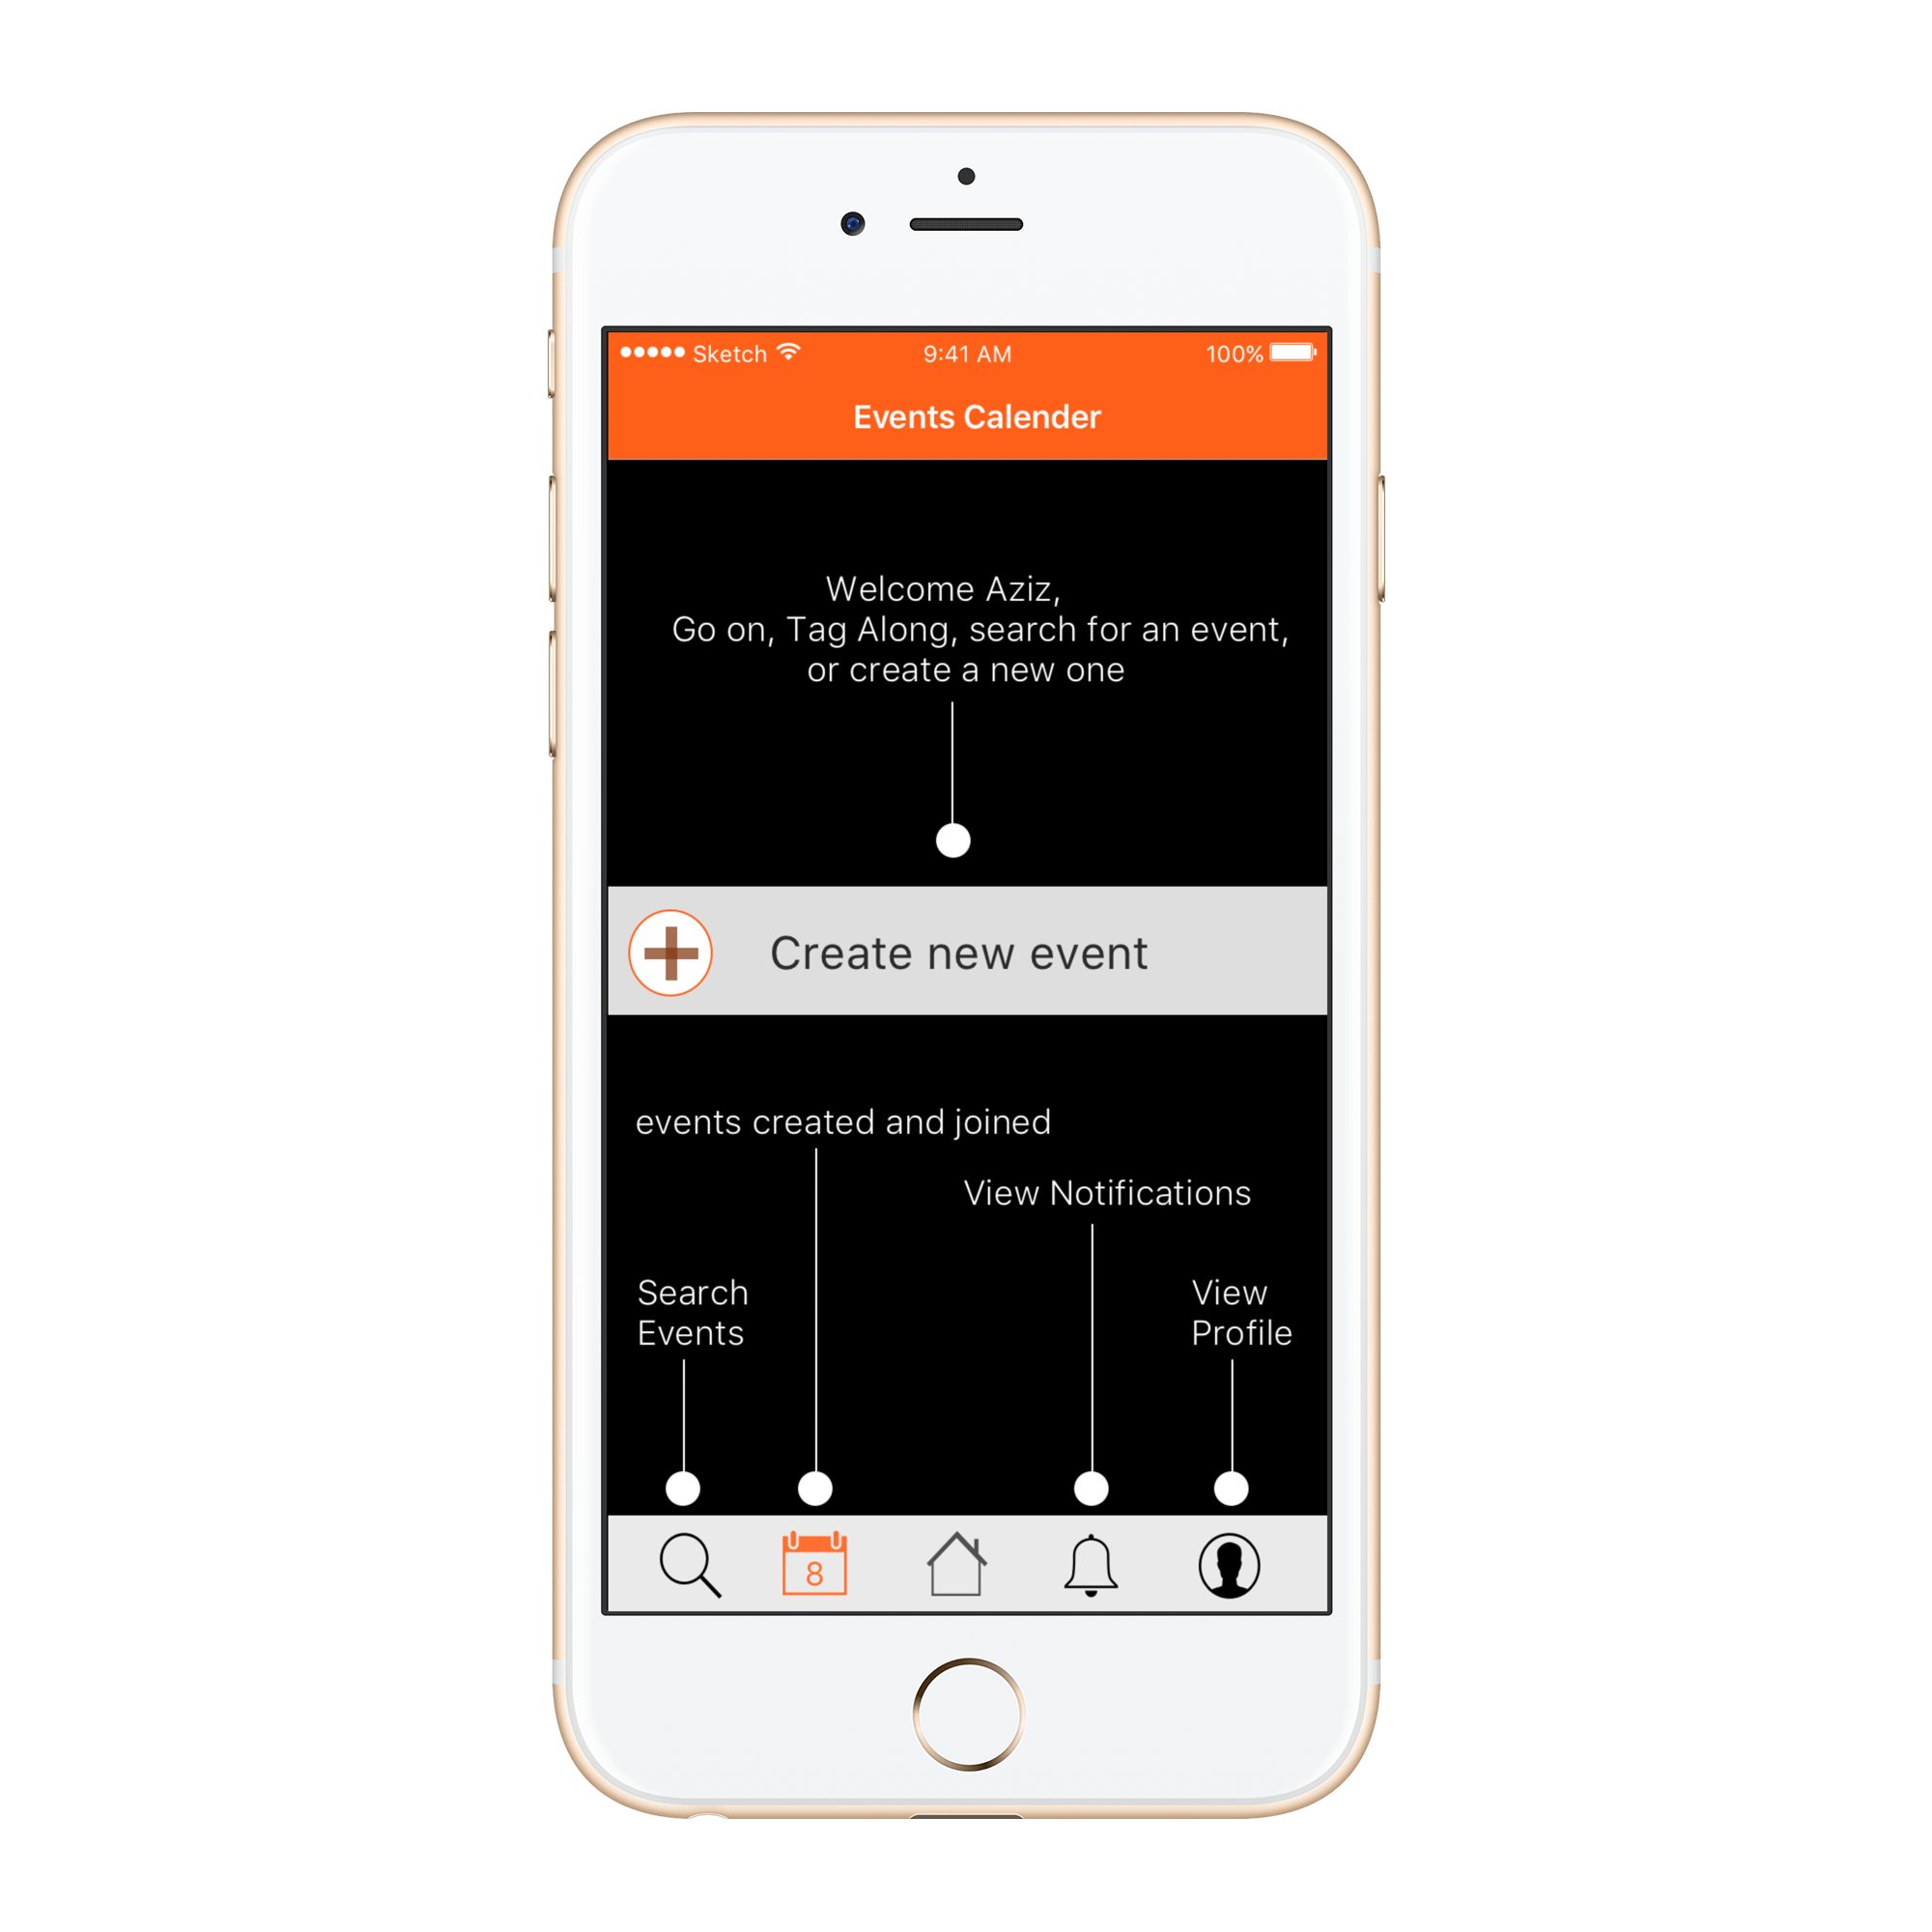 Sketch 9:41 AM 100%
Events Calender
Welcome Aziz,
Go on, Tag Along, search for an event,
or create a new one
Create new event
events created and joined
View Notifications
Search
Events
View
Profile
8